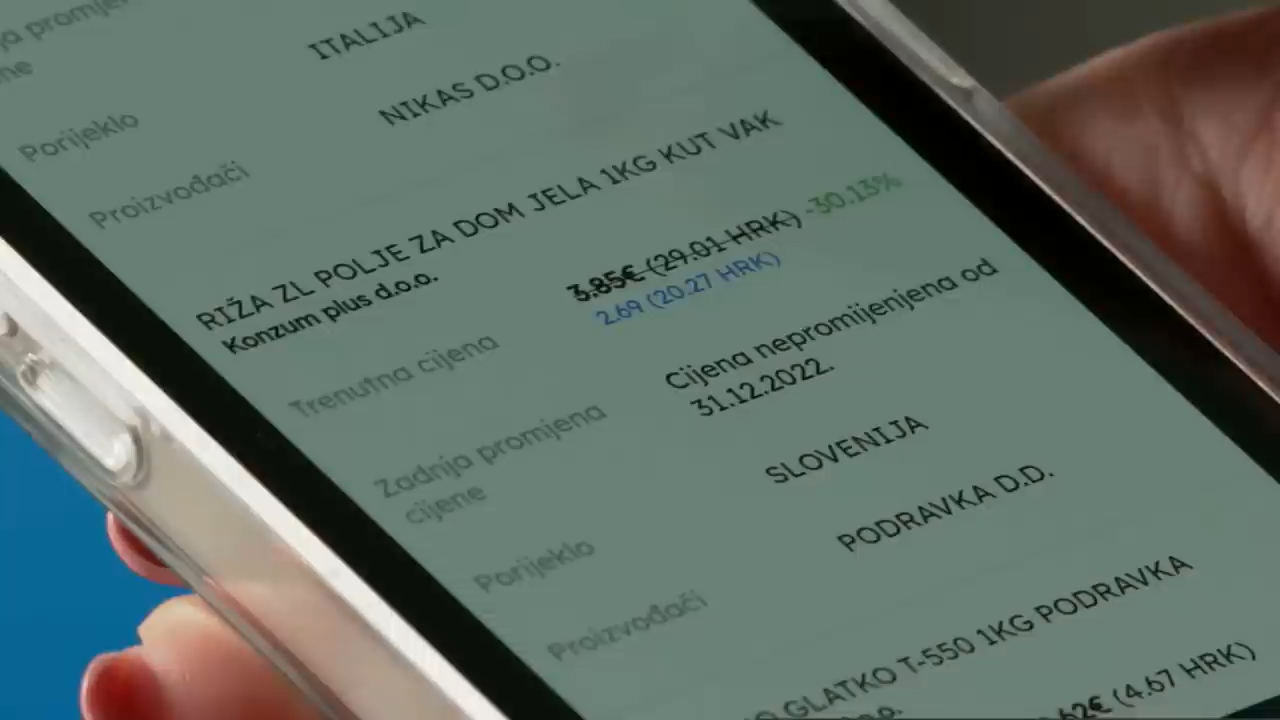 ITALIJA
Porijeklo
NIKAS D.O.O.
Proizvođači
RIŽA ZL POLJE ZA DOM JELA 1KG KUT VAK
Konzum plus d.o.o.
Trenutna cijena
3.85€ (29.01 HRK) -30.13%
2.69 (20.27 HRK)
Zadnja promjena
cijene
Cijena nepromijenjena od
31.12.2022.
Porijeklo
SLOVENIJA
Proizvođači
PODRAVKA D.D.
GLATKO T-550 1KG PODRAVKA
(4.67 HRK)